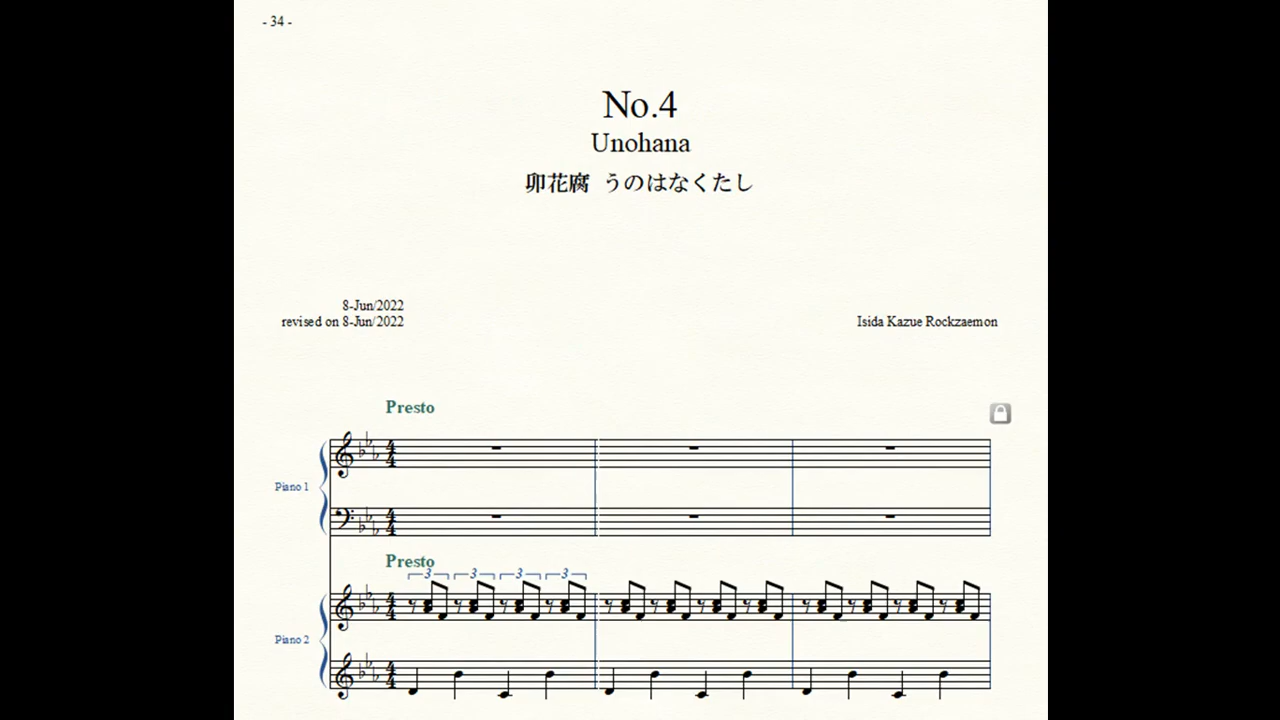 - 34 -
No.4
Unohana
卯花腐 うのはなくたし
8-Jun/2022
revised on 8-Jun/2022
Isida Kazue Rockzaemon
Presto
Piano 1
Presto
3 3 3 3
Piano 2